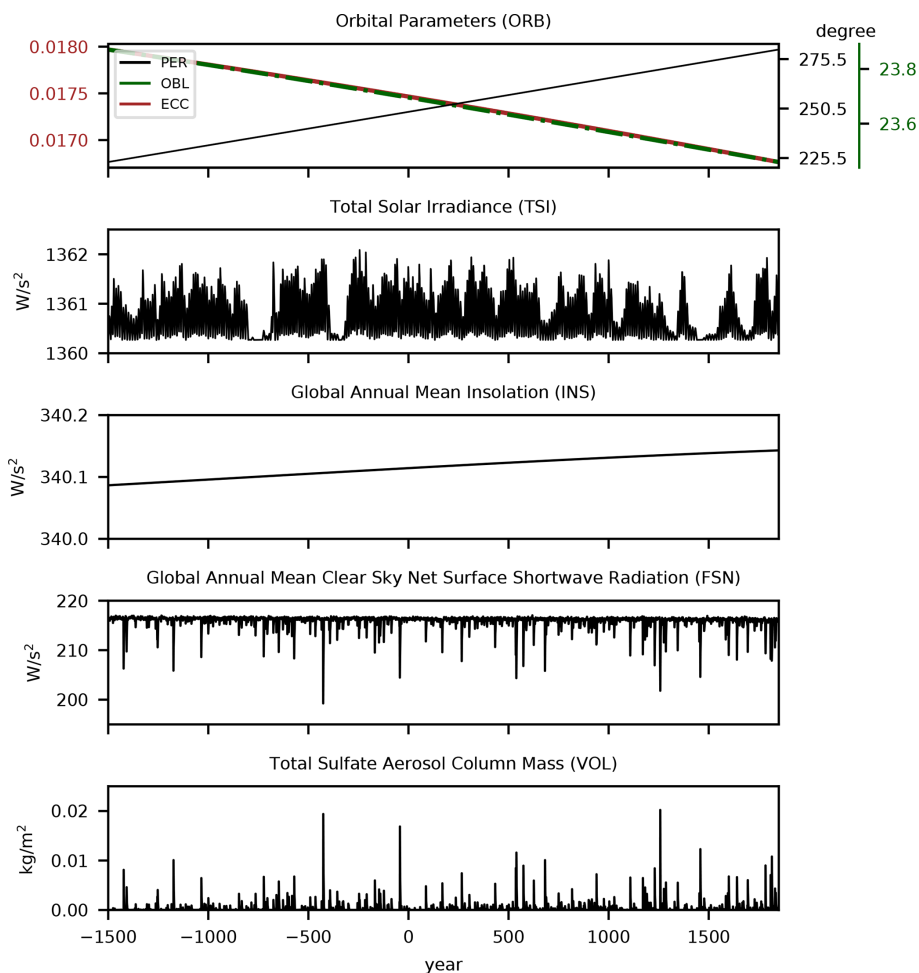 Orbital Parameters (ORB)
degree
0.0180
0.0175
0.0170
PER
OBL
ECC
275.5
250.5
225.5
23.8
23.6
Total Solar Irradiance (TSI)
W/s²
1362
1361
1360
Global Annual Mean Insolation (INS)
W/s²
340.2
340.1
340.0
Global Annual Mean Clear Sky Net Surface Shortwave Radiation (FSN)
W/s²
220
210
200
Total Sulfate Aerosol Column Mass (VOL)
kg/m²
0.02
0.01
0.00
−1500 −1000 −500 0 500 1000 1500
year